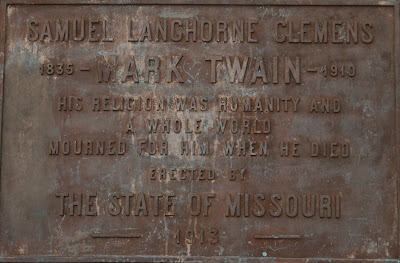 SAMUEL LANGHORNE CLEMENS
1835 - MARK TWAIN - 1910
HIS RELIGION WAS HUMANITY AND
A WHOLE WORLD
MOURNED FOR HIM WHEN HE DIED
ERECTED BY
THE STATE OF MISSOURI
1913